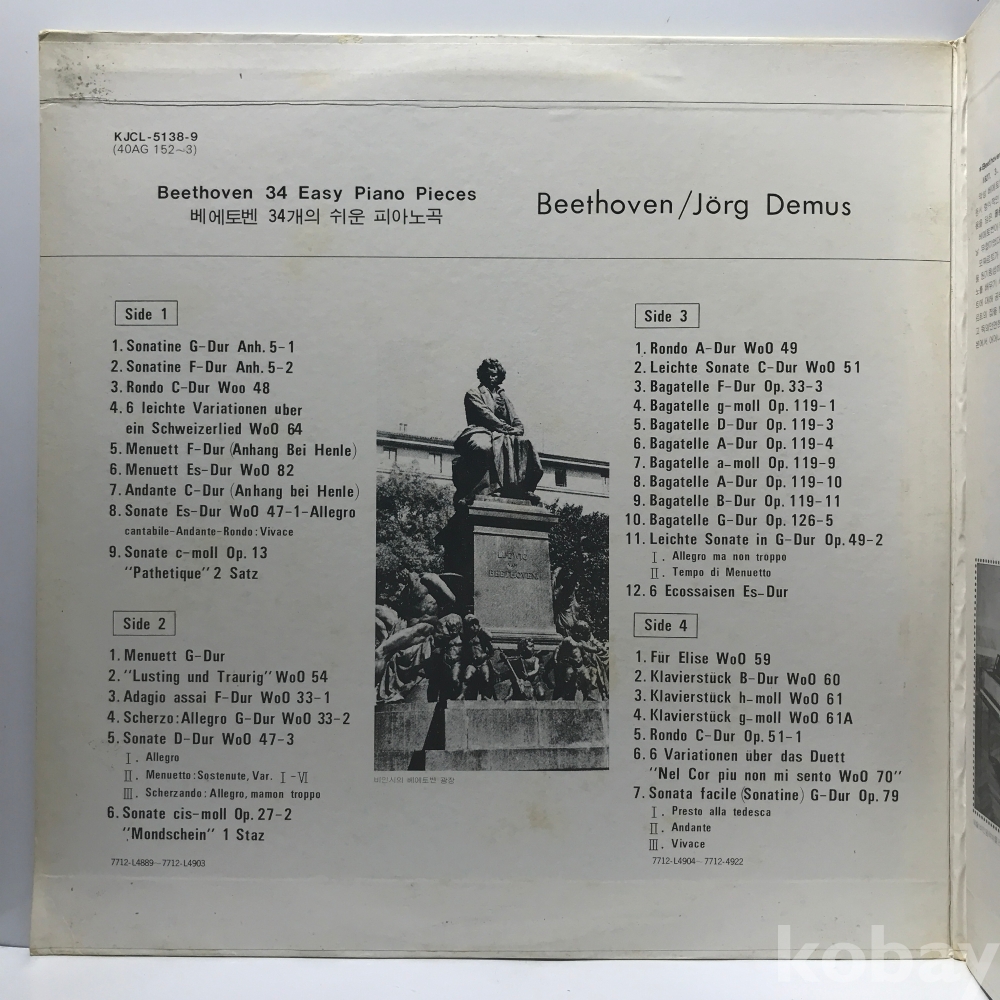 KJCL-5138-9
(40AG 152~3)
Beethoven 34 Easy Piano Pieces
베에토벤 34개의 쉬운 피아노곡
Beethoven/Jörg Demus
Side 1
1. Sonatine G-Dur Anh. 5-1
2. Sonatine F-Dur Anh. 5-2
3. Rondo C-Dur Woo 48
4. 6 leichte Variationen uber
ein Schweizerlied WoO 64
5. Menuett F-Dur (Anhang Bei Henle)
6. Menuett Es-Dur WoO 82
7. Andante C-Dur (Anhang bei Henle)
8. Sonate Es-Dur WoO 47-1-Allegro
cantabile-Andante-Rondo: Vivace
9. Sonate c-moll Op. 13
"Pathetique" 2 Satz
Side 2
1. Menuett G-Dur
2. "Lusting und Traurig" WoO 54
3. Adagio assai F-Dur WoO 33-1
4. Scherzo: Allegro G-Dur WoO 33-2
5. Sonate D-Dur WoO 47-3
I. Allegro
II. Menuetto: Sostenute, Var. I-VI
III. Scherzando: Allegro, mamon troppo
6. Sonate cis-moll Op. 27-2
"Mondschein" 1 Staz
7712-L4889-7712-L4903
LUDWIG
VAN
BEETHOVEN
비인시의 베에토벤 광장
Side 3
1. Rondo A-Dur WoO 49
2. Leichte Sonate C-Dur WoO 51
3. Bagatelle F-Dur Op. 33-3
4. Bagatelle g-moll Op. 119-1
5. Bagatelle D-Dur Op. 119-3
6. Bagatelle A-Dur Op. 119-4
7. Bagatelle a-moll Op. 119-9
8. Bagatelle A-Dur Op. 119-10
9. Bagatelle B-Dur Op. 119-11
10. Bagatelle G-Dur Op. 126-5
11. Leichte Sonate in G-Dur Op. 49-2
I. Allegro ma non troppo
II. Tempo di Menuetto
12. 6 Ecossaisen Es-Dur
Side 4
1. Für Elise WoO 59
2. Klavierstück B-Dur WoO 60
3. Klavierstück h-moll WoO 61
4. Klavierstück g-moll WoO 61A
5. Rondo C-Dur Op. 51-1
6. 6 Variationen über das Duett
"Nel Cor piu non mi sento WoO 70"
7. Sonata facile (Sonatine) G-Dur Op. 79
I. Presto alla tedesca
II. Andante
III. Vivace
7712-L4904-7712-4922
kobay